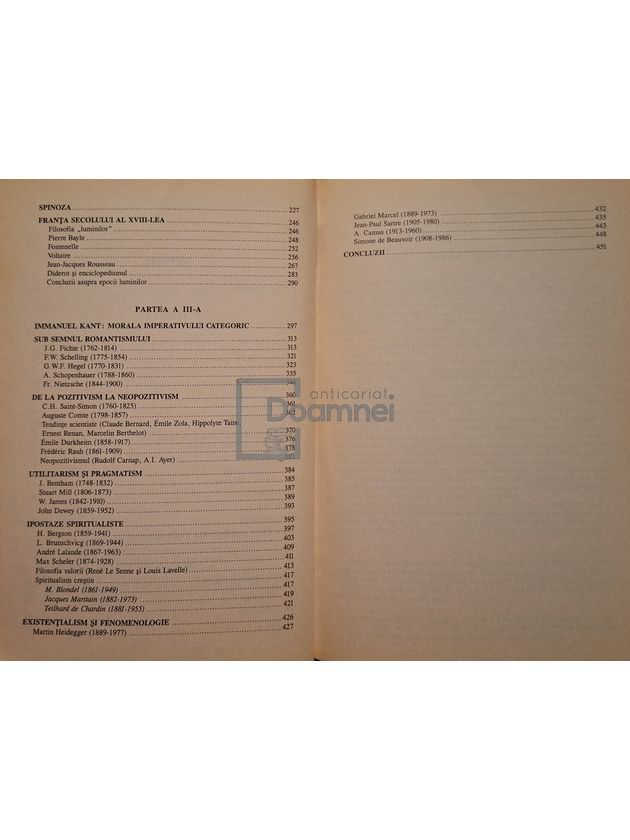 SPINOZA 227
FRANȚA SECOLULUI AL XVIII-LEA 246
Filosofia „luminilor” 246
Pierre Bayle 248
Fontenelle 252
Voltaire 256
Jean-Jacques Rousseau 267
Diderot și enciclopedismul 283
Concluzii asupra epocii luminilor 290
PARTEA A III-A
IMMANUEL KANT: MORALA IMPERATIVULUI CATEGORIC 297
SUB SEMNUL ROMANTISMULUI 313
J.G. Fichte (1762-1814) 313
F.W. Schelling (1775-1854) 321
G.W.F. Hegel (1770-1831) 323
A. Schopenhauer (1788-1860) 335
Fr. Nietzsche (1844-1900) 346
DE LA POZITIVISM LA NEOPOZITIVISM 360
C.H. Saint-Simon (1760-1825) 361
Auguste Comte (1798-1857) 362
Tendințe scientiste (Claude Bernard, Émile Zola, Hippolyte Taine,
Ernest Renan, Marcelin Berthelot) 370
Émile Durkheim (1858-1917) 376
Frédéric Rauh (1861-1909) 378
Neopozitivismul (Rudolf Carnap, A.I. Ayer) 382
UTILITARISM ȘI PRAGMATISM 384
J. Bentham (1748-1832) 385
Stuart Mill (1806-1873) 387
W. James (1842-1910) 389
John Dewey (1859-1952) 393
IPOSTAZE SPIRITUALISTE 395
H. Bergson (1859-1941) 397
L. Brunschvicg (1869-1944) 403
André Lalande (1867-1963) 409
Max Scheler (1874-1928) 411
Filosofia valorii (René Le Senne și Louis Lavelle) 413
Spiritualism creștin 417
M. Blondel (1861-1949) 417
Jacques Maritain (1882-1973) 419
Teilhard de Chardin (1881-1955) 421
EXISTENȚIALISM ȘI FENOMENOLOGIE 426
Martin Heidegger (1889-1977) 427
Gabriel Marcel (1889-1973) 432
Jean-Paul Sartre (1905-1980) 435
A. Camus (1913-1960) 443
Simone de Beauvoir (1908-1986) 448
CONCLUZII 451
anticariat
Doamnei